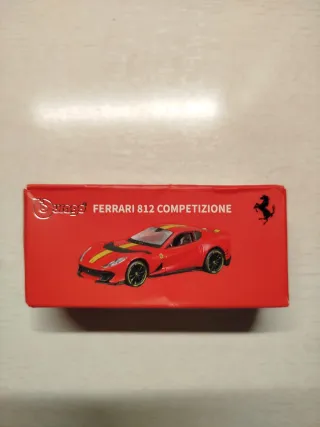 FERRARI 812 COMPETIZIONE